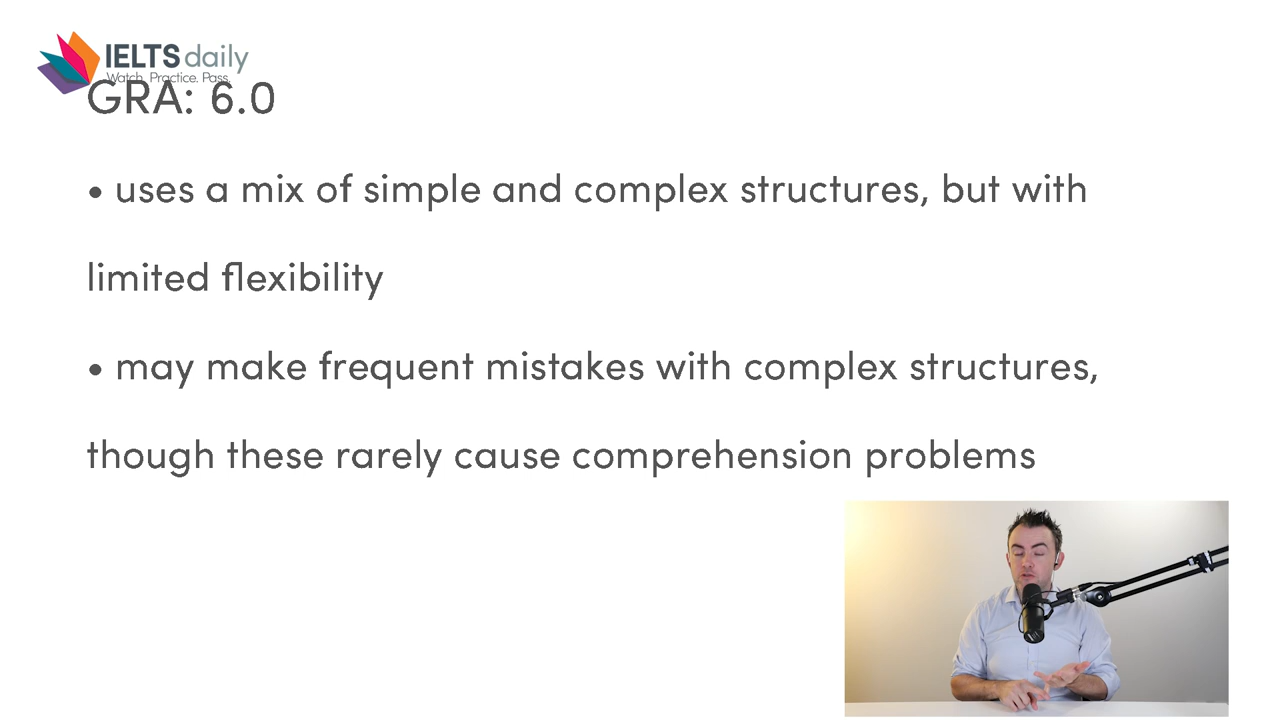 IELTS daily
Watch. Practice. Pass.
GRA: 6.0
• uses a mix of simple and complex structures, but with
limited flexibility
• may make frequent mistakes with complex structures,
though these rarely cause comprehension problems